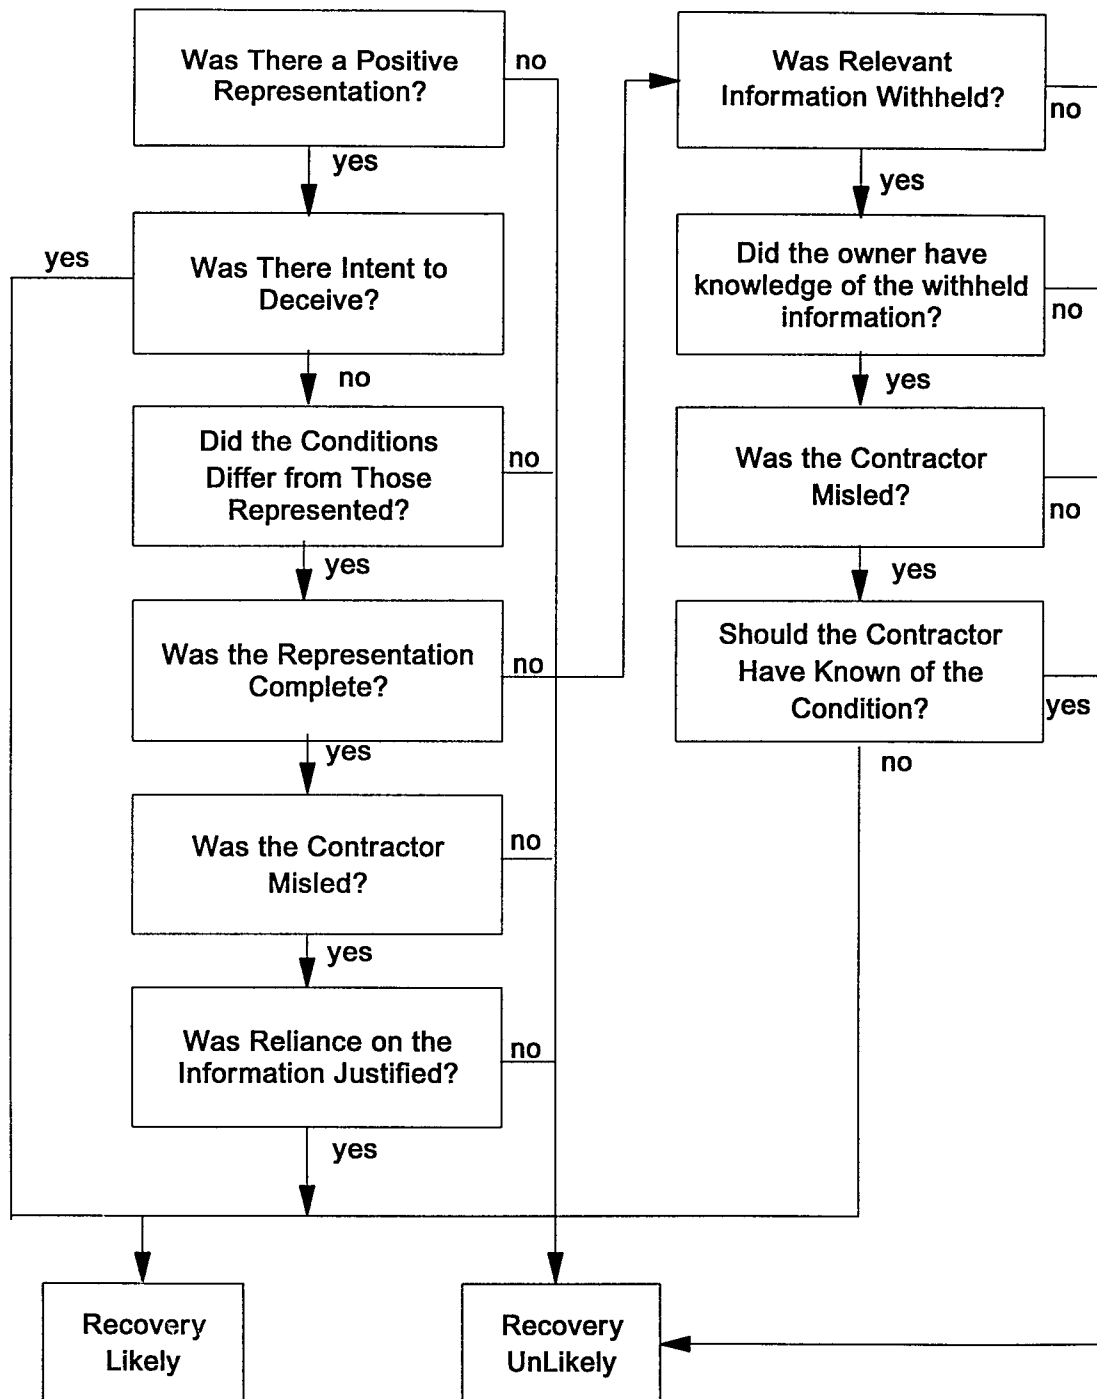 Was There a Positive
Representation?
no
yes
Was There Intent to
Deceive?
yes
no
Did the Conditions
Differ from Those
Represented?
no
yes
Was the Representation
Complete?
no
yes
Was the Contractor
Misled?
no
yes
Was Reliance on the
Information Justified?
no
yes
Was Relevant
Information Withheld?
no
yes
Did the owner have
knowledge of the withheld
information?
no
yes
Was the Contractor
Misled?
no
yes
Should the Contractor
Have Known of the
Condition?
yes
no
Recovery
Likely
Recovery
UnLikely